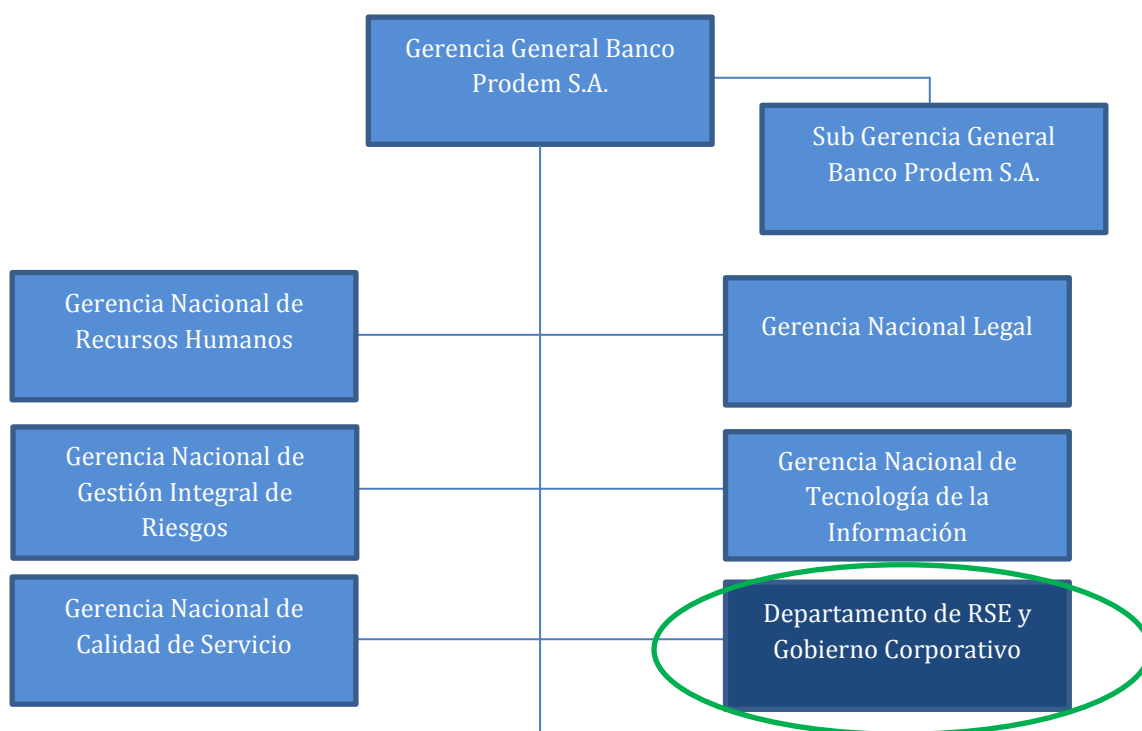 Gerencia General Banco
Prodem S.A.
Sub Gerencia General
Banco Prodem S.A.
Gerencia Nacional de
Recursos Humanos
Gerencia Nacional Legal
Gerencia Nacional de
Gestión Integral de
Riesgos
Gerencia Nacional de
Tecnología de la
Información
Gerencia Nacional de
Calidad de Servicio
Departamento de RSE y
Gobierno Corporativo